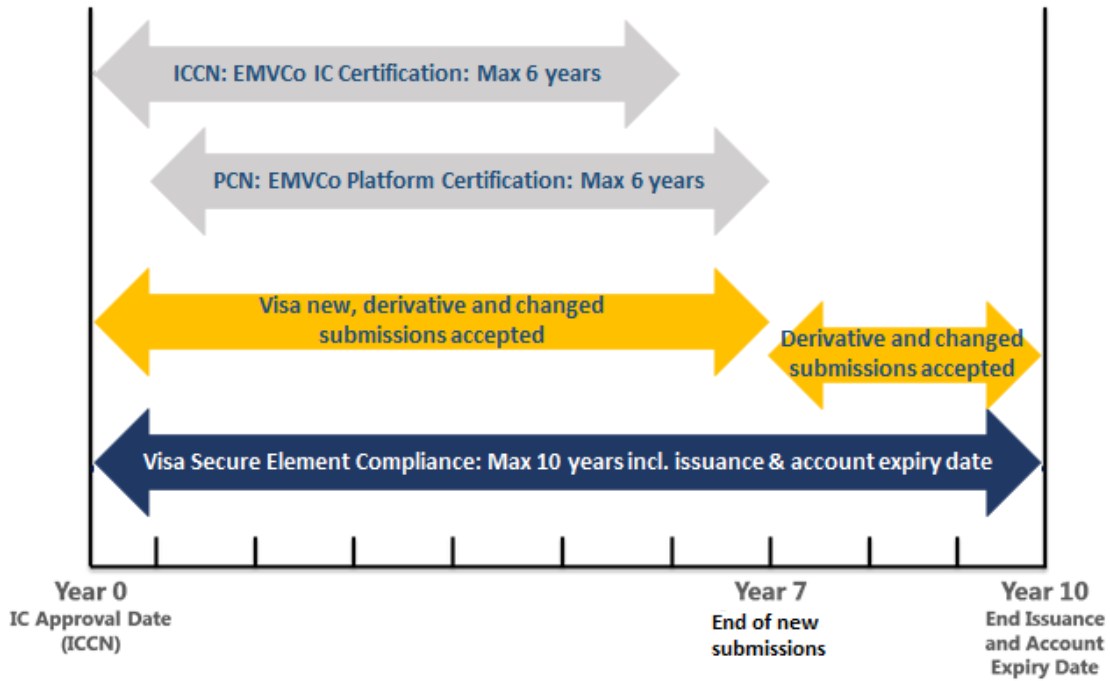 ICCN: EMVCo IC Certification: Max 6 years
PCN: EMVCo Platform Certification: Max 6 years
Visa new, derivative and changed
submissions accepted
Derivative and changed
submissions accepted
Visa Secure Element Compliance: Max 10 years incl. issuance & account expiry date
Year 0
IC Approval Date
(ICCN)
Year 7
End of new
submissions
Year 10
End Issuance
and Account
Expiry Date